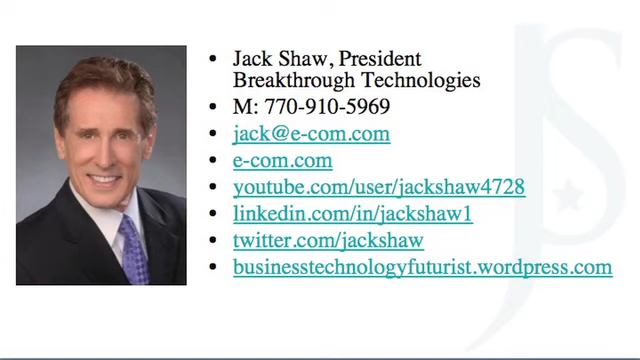 Jack Shaw, President
Breakthrough Technologies
M: 770-910-5969
jack@e-com.com
e-com.com
youtube.com/user/jackshaw4728
linkedin.com/in/jackshaw1
twitter.com/jackshaw
businesstechnologyfuturist.wordpress.com